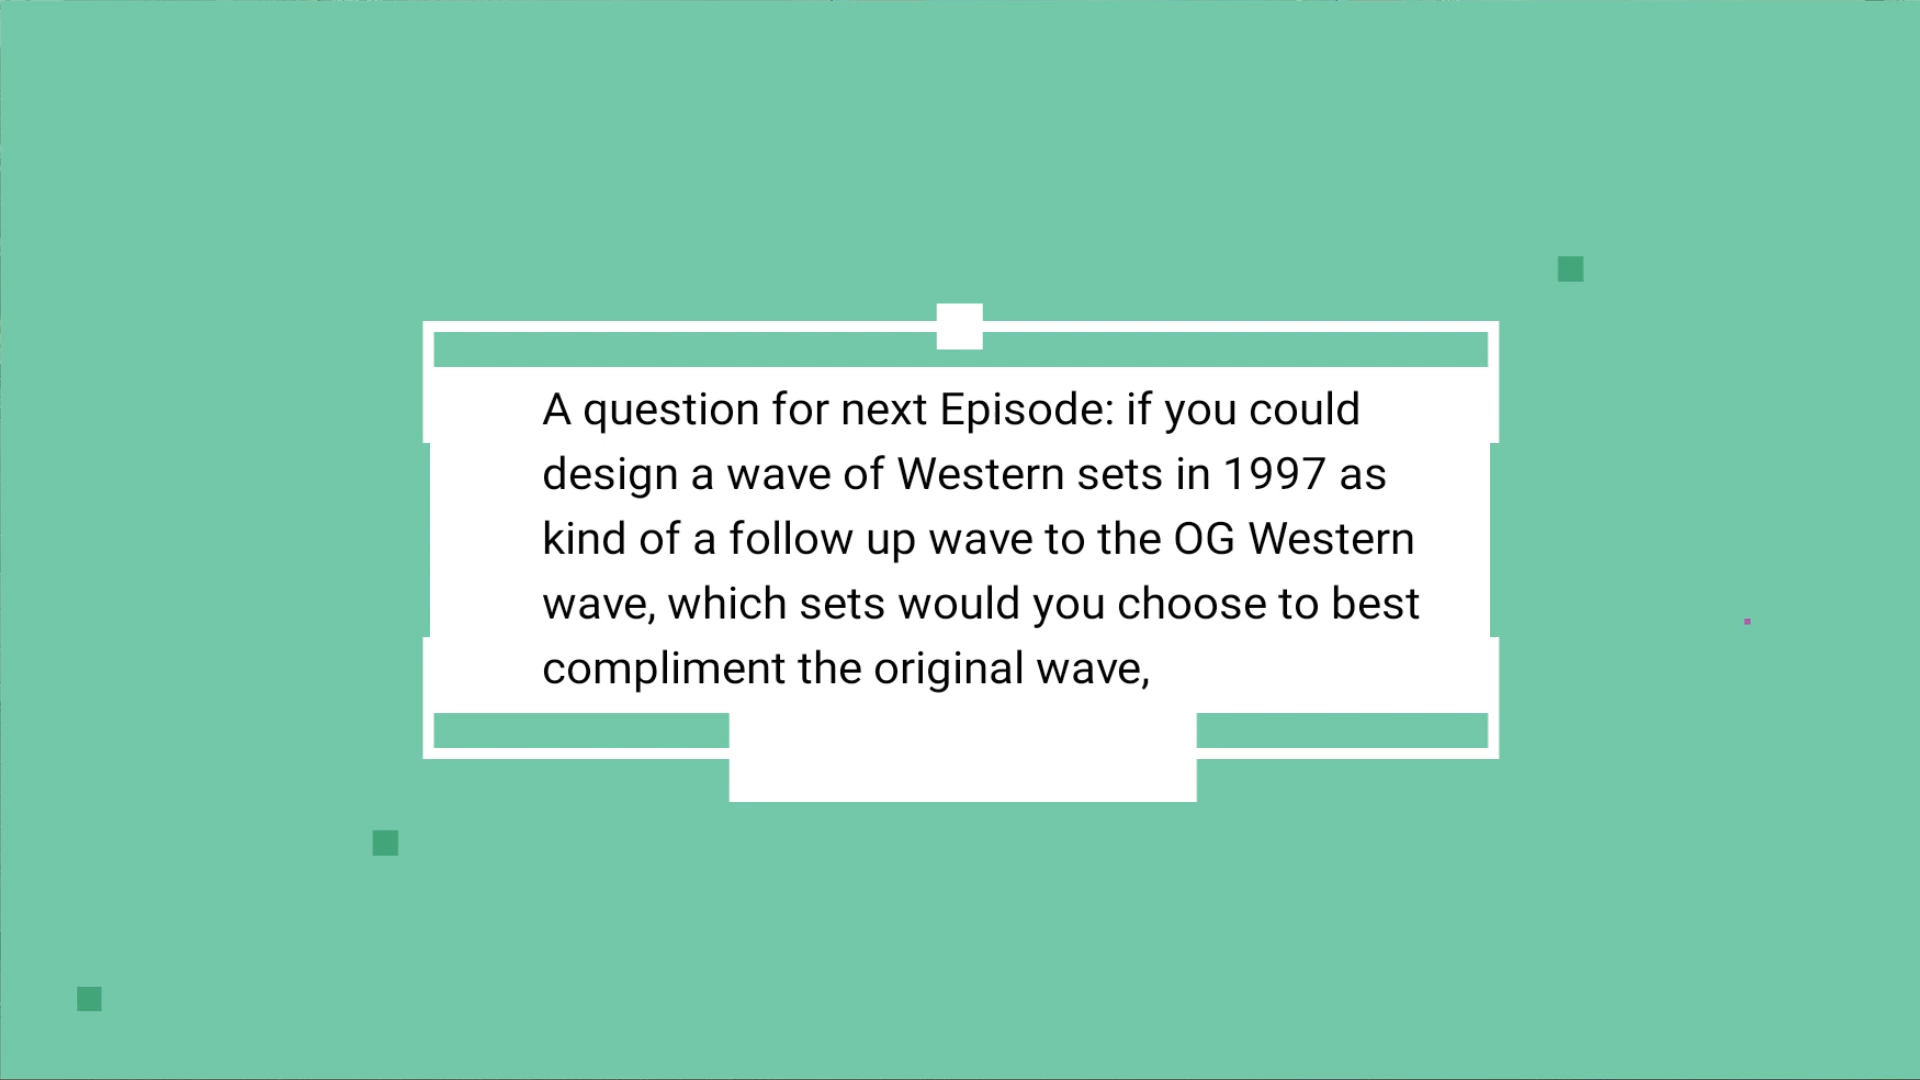 A question for next Episode: if you could
design a wave of Western sets in 1997 as
kind of a follow up wave to the OG Western
wave, which sets would you choose to best
compliment the original wave,